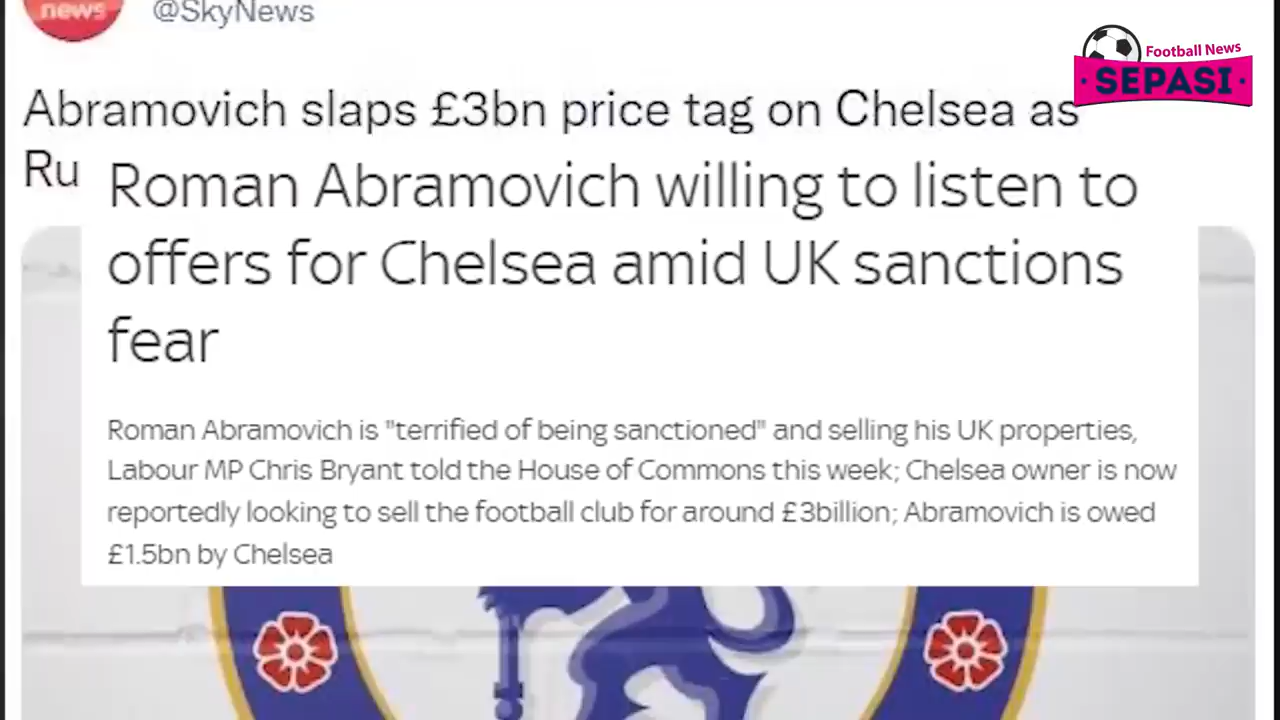 news
@SkyNews
Football News
SEPASI
Abramovich slaps £3bn price tag on Chelsea as
Ru
Roman Abramovich willing to listen to
offers for Chelsea amid UK sanctions
fear
Roman Abramovich is "terrified of being sanctioned" and selling his UK properties,
Labour MP Chris Bryant told the House of Commons this week; Chelsea owner is now
reportedly looking to sell the football club for around £3billion; Abramovich is owed
£1.5bn by Chelsea